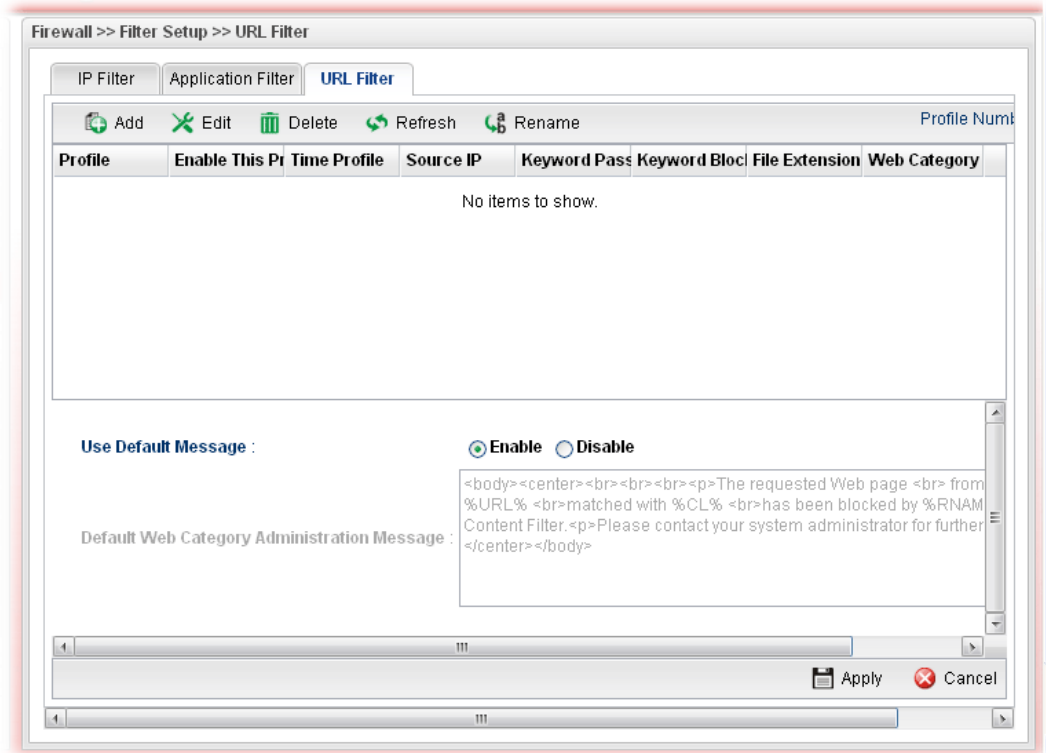 Firewall >> Filter Setup >> URL Filter
IP Filter Application Filter URL Filter
Add Edit Delete Refresh Rename Profile Numb
Profile Enable This Pr Time Profile Source IP Keyword Pass Keyword Bloc File Extension Web Category
No items to show.
Use Default Message : Enable Disable
Default Web Category Administration Message :
<body><center><br><br><br><p>The requested Web page <br> from
%URL% <br>matched with %CL% <br>has been blocked by %RNAM
Content Filter.<p>Please contact your system administrator for further
</center></body>
Apply Cancel